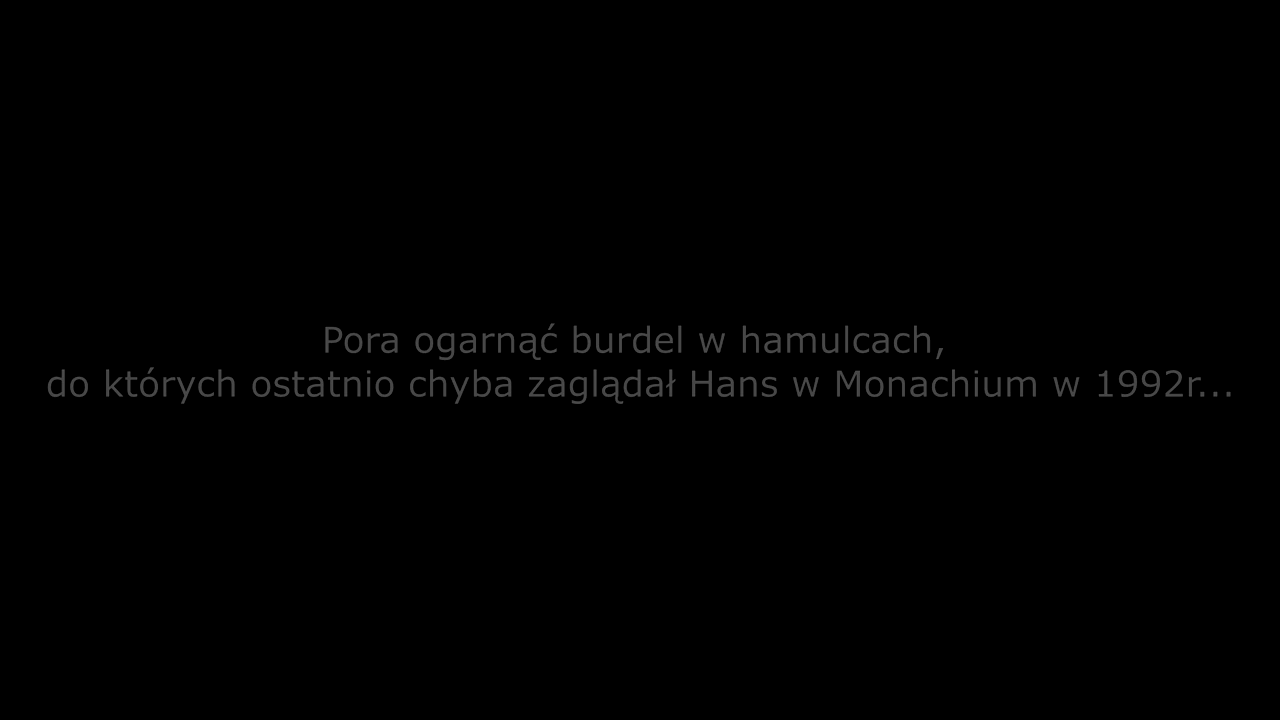 Pora ogarnąć burdel w hamulcach,
do których ostatnio chyba zaglądał Hans w Monachium w 1992r...